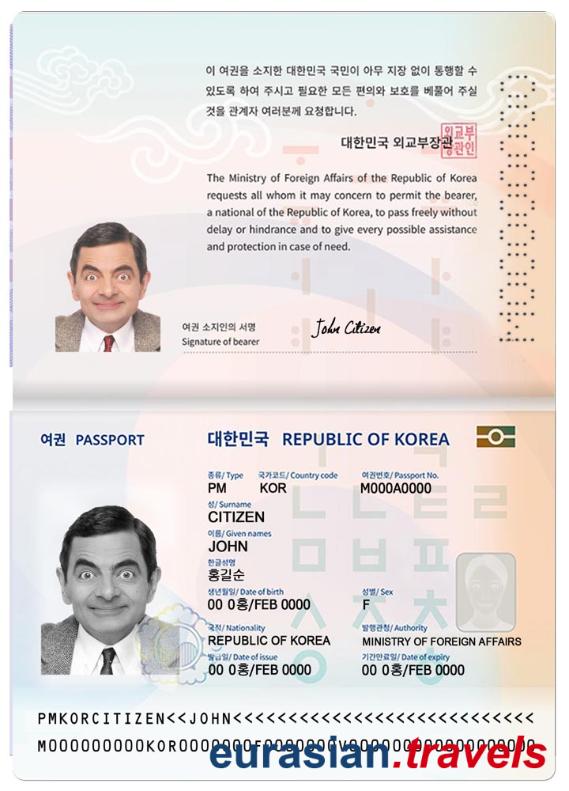 이 여권을 소지한 대한민국 국민이 아무 지장 없이 통행할 수
있도록 하여 주시고 필요한 모든 편의와 보호를 베풀어 주실
것을 관계자 여러분께 요청합니다.
대한민국 외교부장관
외교부
장관인
The Ministry of Foreign Affairs of the Republic of Korea
requests all whom it may concern to permit the bearer,
a national of the Republic of Korea, to pass freely without
delay or hindrance and to give every possible assistance
and protection in case of need.
여권 소지인의 서명
Signature of bearer
John Citizen
여권 PASSPORT
대한민국 REPUBLIC OF KOREA
종류/ Type 국가코드/ Country code 여권번호/ Passport No.
PM KOR M000A0000
성/ Surname
CITIZEN
이름/ Given names
JOHN
한글성명
홍길순
생년월일/ Date of birth 성별/ Sex
00 0홍/FEB 0000 F
국적/ Nationality 발행관청/ Authority
REPUBLIC OF KOREA MINISTRY OF FOREIGN AFFAIRS
발급일/ Date of issue 기간만료일/ Date of expiry
00 0홍/FEB 0000 00 0홍/FEB 0000
PMKORCITIZEN<<JOHN<<<<<<<<<<<<<<<<<<<<<<<<<<
eurasian.travels